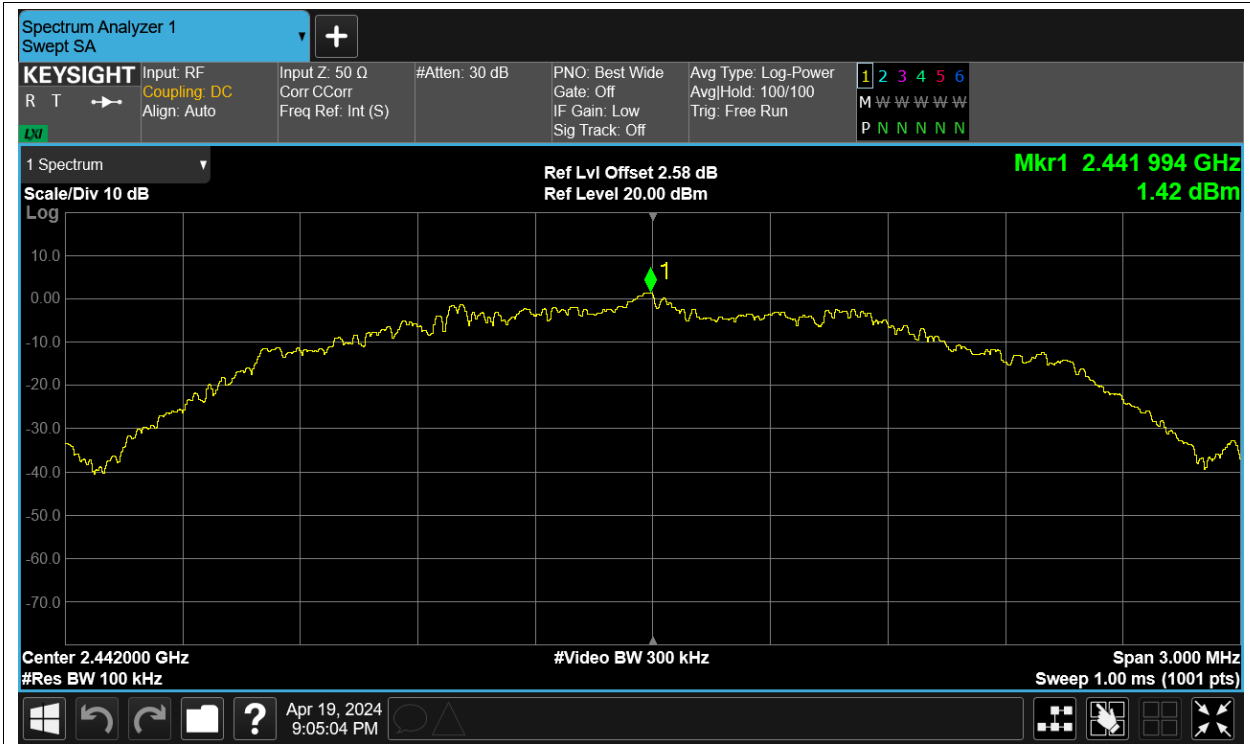 Spectrum Analyzer 1
Swept SA
KEYSIGHT
R T
LXI
Input: RF
Coupling: DC
Align: Auto
Input Z: 50 Ω
Corr CCorr
Freq Ref: Int (S)
#Atten: 30 dB
PNO: Best Wide
Gate: Off
IF Gain: Low
Sig Track: Off
Avg Type: Log-Power
Avg|Hold: 100/100
Trig: Free Run
1 2 3 4 5 6
M W W W W W
P N N N N N
1 Spectrum
Scale/Div 10 dB
Log
Ref Lvl Offset 2.58 dB
Ref Level 20.00 dBm
Mkr1 2.441 994 GHz
1.42 dBm
10.0
0.00
-10.0
-20.0
-30.0
-40.0
-50.0
-60.0
-70.0
1
Center 2.442000 GHz
#Res BW 100 kHz
#Video BW 300 kHz
Span 3.000 MHz
Sweep 1.00 ms (1001 pts)
?
Apr 19, 2024
9:05:04 PM